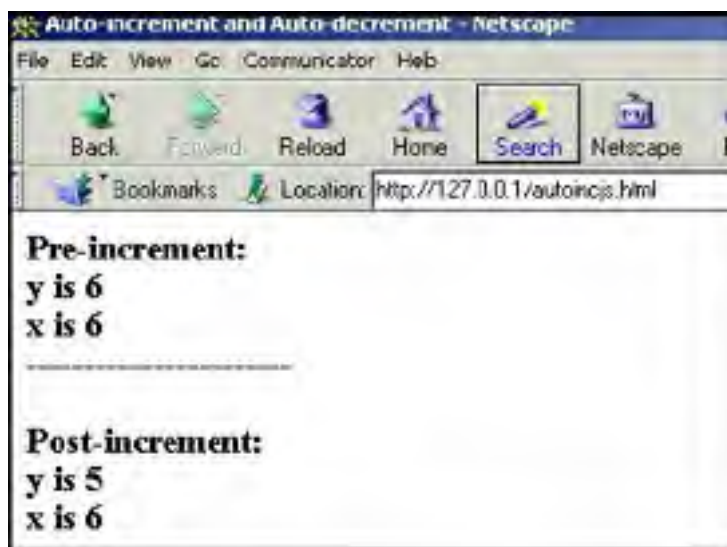 Auto-increment and Auto-decrement - Netscape
File Edit View Go Communicator Help
Back Forward Reload Home Search Netscape
Bookmarks Location: http://127.0.0.1/autoincjs.html
Pre-increment:
y is 6
x is 6
----------------------
Post-increment:
y is 5
x is 6